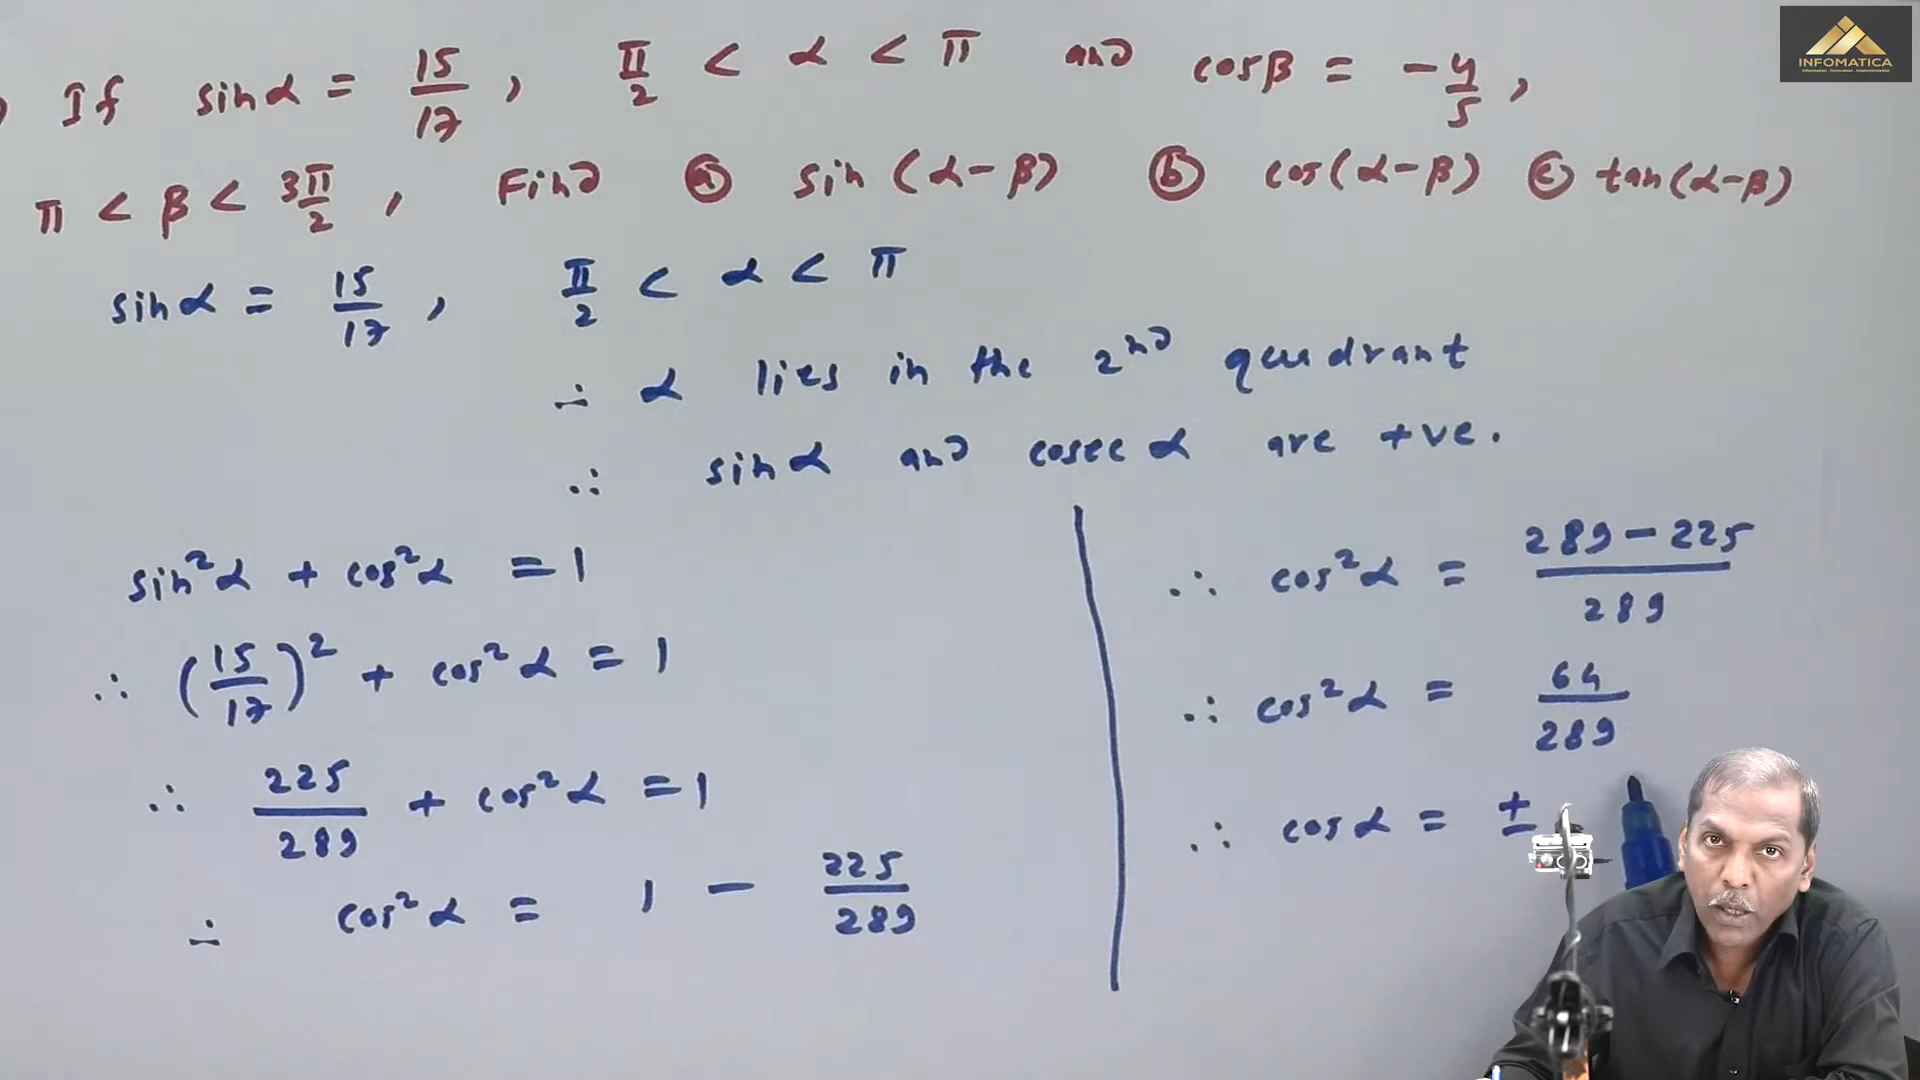 If sinα = 15/17, π/2 < α < π and cosβ = -4/5,
π < β < 3π/2, Find ⓐ sin(α-β) ⓑ cos(α-β) ⓒ tan(α-β)
sinα = 15/17, π/2 < α < π
∴ α lies in the 2nd quadrant
∴ sinα and cosec α are +ve.
sin²α + cos²α = 1
∴ (15/17)² + cos²α = 1
∴ 225/289 + cos²α = 1
∴ cos²α = 1 - 225/289
∴ cos²α = 289-225/289
∴ cos²α = 64/289
∴ cosα = ±
INFOMATICA